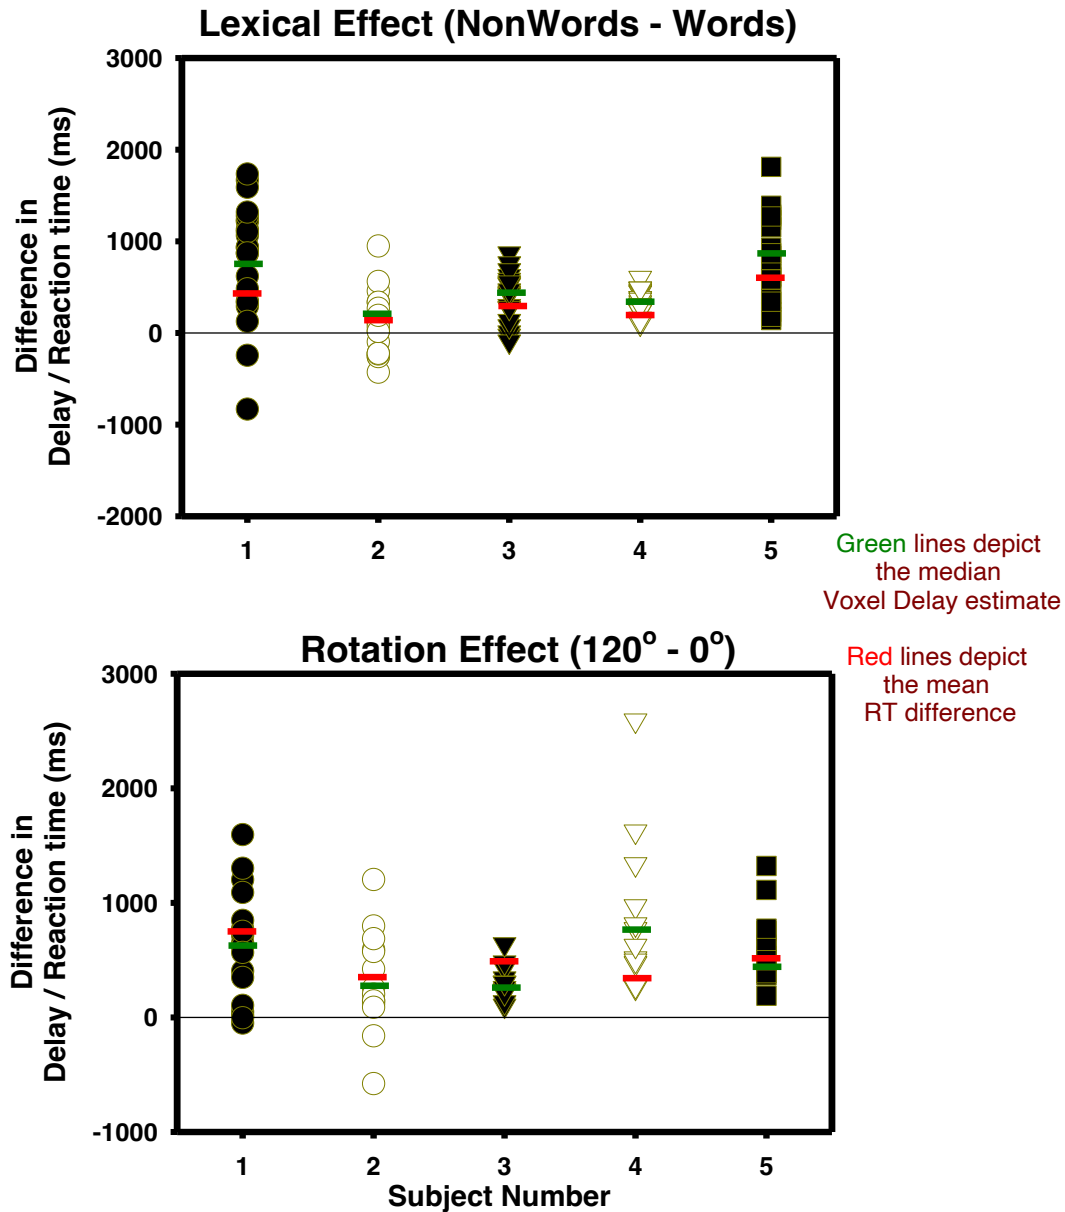 Lexical Effect (NonWords - Words)
Difference in
Delay / Reaction time (ms)
3000
2000
1000
0
-1000
-2000
1 2 3 4 5
Green lines depict
the median
Voxel Delay estimate
Red lines depict
the mean
RT difference
Rotation Effect (120° - 0°)
Difference in
Delay / Reaction time (ms)
3000
2000
1000
0
-1000
1 2 3 4 5
Subject Number